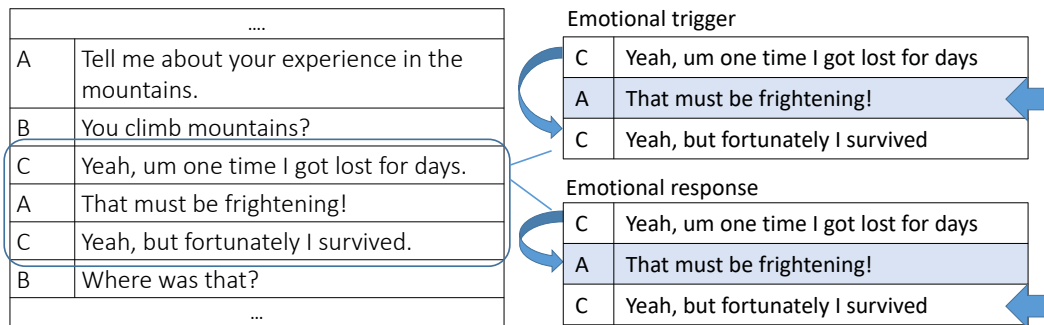 ....
A Tell me about your experience in the
mountains.
B You climb mountains?
C Yeah, um one time I got lost for days.
A That must be frightening!
C Yeah, but fortunately I survived.
B Where was that?
...
Emotional trigger
C Yeah, um one time I got lost for days
A That must be frightening!
C Yeah, but fortunately I survived
Emotional response
C Yeah, um one time I got lost for days
A That must be frightening!
C Yeah, but fortunately I survived